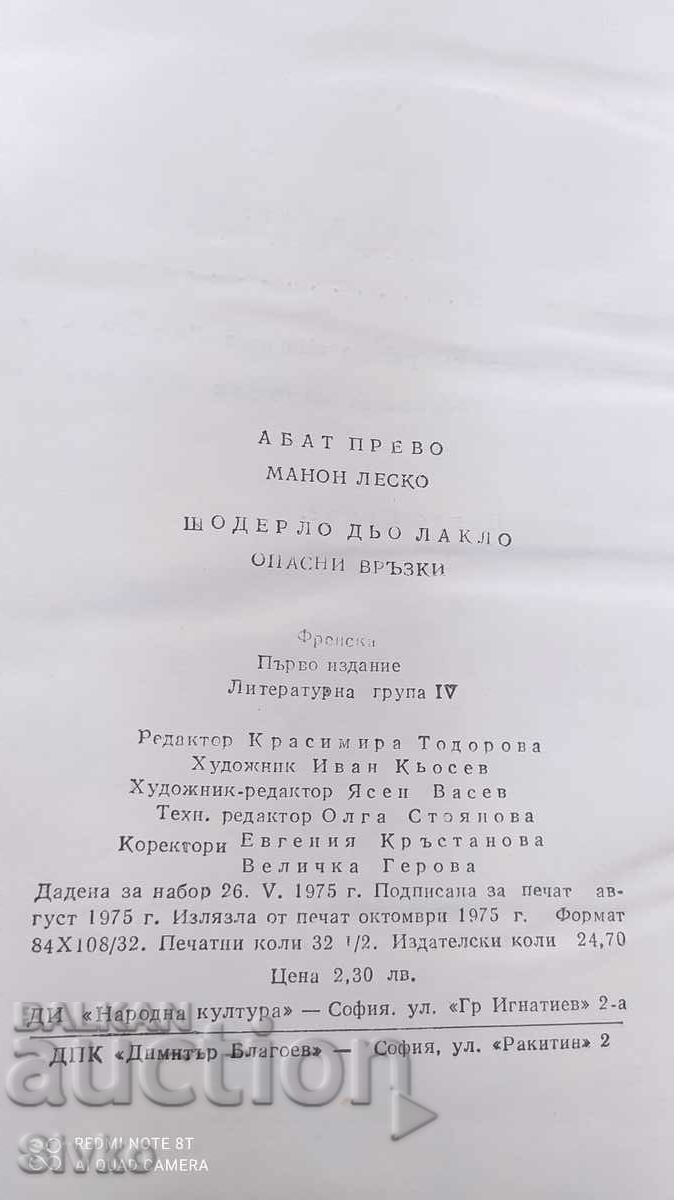 АБАТ ПРЕВО
МАНОН ЛЕСКО
ШОДЕРЛО ДЬО ЛАКЛО
ОПАСНИ ВРЪЗКИ
Френска
Първо издание
Литературна група IV
Редактор Красимира Тодорова
Художник Иван Кьосев
Художник-редактор Ясен Васев
Техн. редактор Олга Стоянова
Коректори Евгения Кръстанова
Величка Герова
Дадена за набор 26. V. 1975 г. Подписана за печат ав-
густ 1975 г. Излязла от печат октомври 1975 г. Формат
84X108/32. Печатни коли 32 1/2. Издателски коли 24,70
Цена 2,30 лв.
ДИ «Народна култура» — София. ул. «Гр Игнатиев» 2-а
ДПК «Димитър Благоев» — София, ул. «Ракитин» 2
BALKAN
auction
REDMI NOTE 8T
AI QUAD CAMERA
Sivko